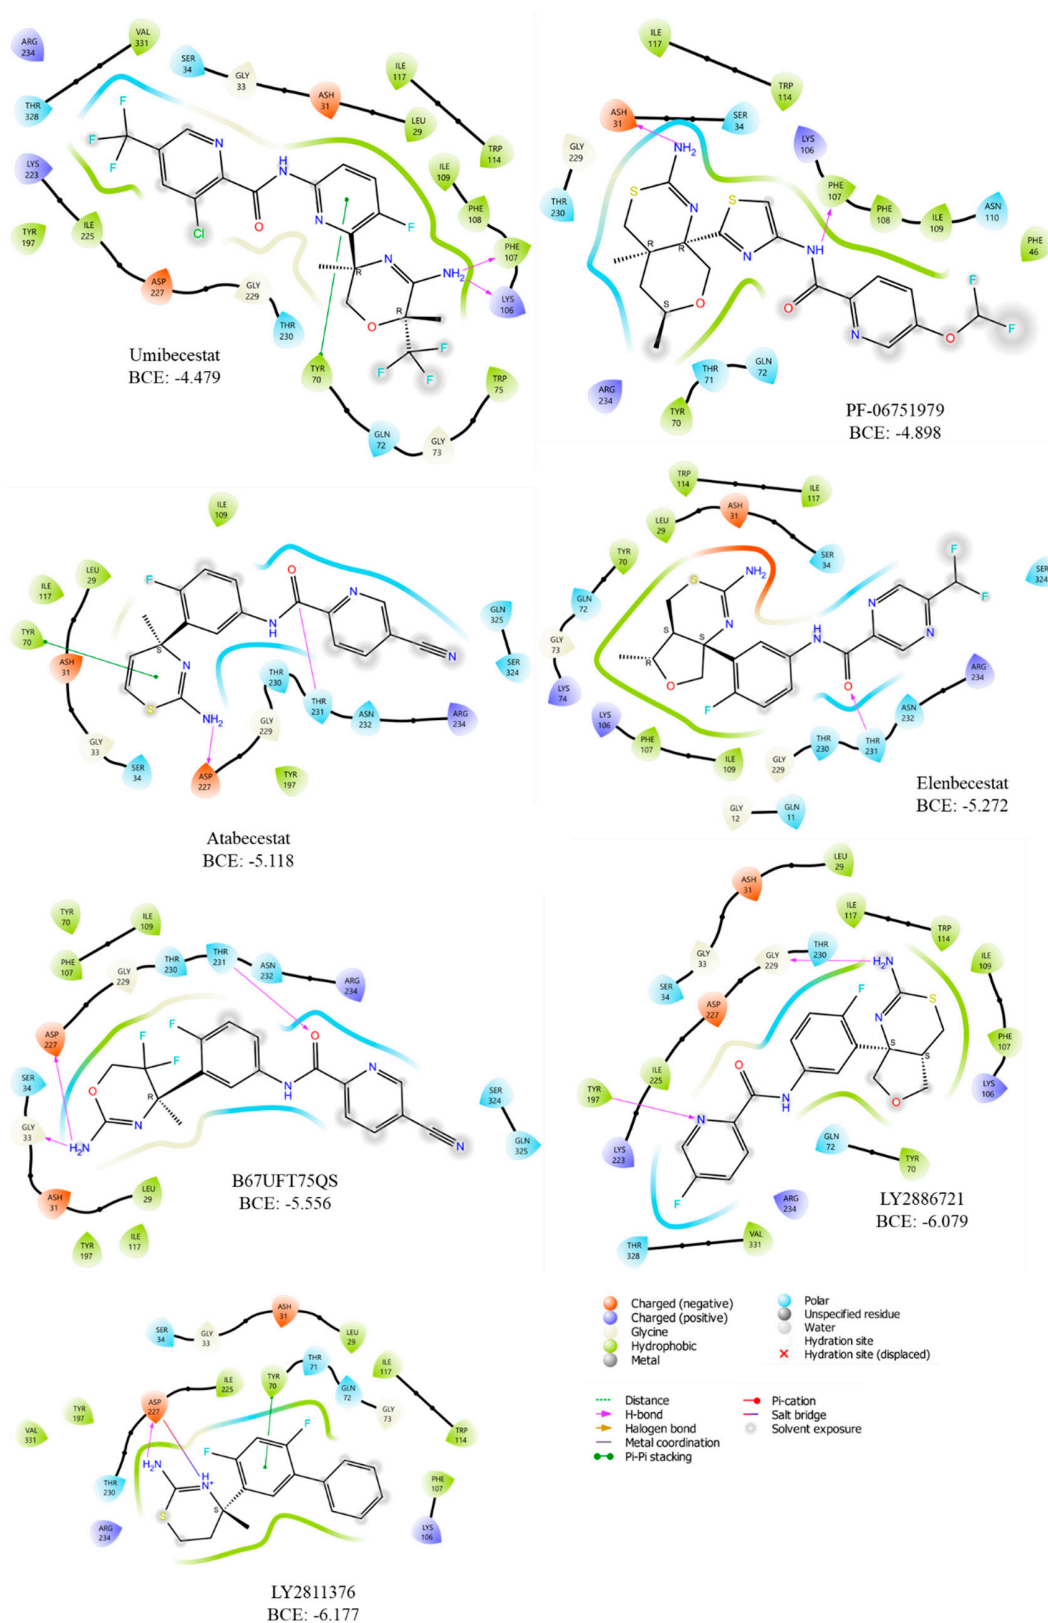 ARG
234
VAL
331
SER
34
GLY
33
ILE
117
THR
328
ASH
31
LEU
29
TRP
114
LYS
223
ILE
109
PHE
108
TYR
197
ILE
225
PHE
107
ASP
227
GLY
229
THR
230
LYS
106
TYR
70
TRP
75
GLN
72
GLY
73
F
F
F
N
H
N
O
Cl
N
F
N
NH2
R
O
R
F
F
F
Umibecestat
BCE: -4.479
ILE
117
TRP
114
ASH
31
SER
34
GLY
229
LYS
106
THR
230
PHE
107
PHE
108
ILE
109
ASN
110
PHE
46
THR
71
GLN
72
ARG
234
TYR
70
NH2
S
N
S
R
R
N
NH
O
S
O
N
F
F
O
PF-06751979
BCE: -4.898
ILE
109
LEU
29
ILE
117
TYR
70
ASH
31
GLY
33
SER
34
GLN
325
SER
324
THR
230
THR
231
ASN
232
ARG
234
GLY
229
ASP
227
TYR
197
F
O
N
N
H
S
N
S
NH2
N
Atabecestat
BCE: -5.118
TRP
114
ILE
117
LEU
29
ASH
31
SER
34
TYR
70
SER
324
GLN
72
GLY
73
LYS
74
LYS
106
PHE
107
ILE
109
GLY
229
THR
230
THR
231
ASN
232
ARG
234
GLY
12
GLN
11
S
NH2
N
S
S
R
O
F
H
N
O
N
N
F
F
Elenbecestat
BCE: -5.272
TYR
70
ILE
109
PHE
107
GLY
229
THR
230
THR
231
ASN
232
ARG
234
ASP
227
SER
34
GLY
33
ASH
31
LEU
29
TYR
197
ILE
117
SER
324
GLN
325
F
F
F
O
R
N
H2N
O
N
H
N
N
B67UFT75QS
BCE: -5.556
LEU
29
ASH
31
ILE
117
TRP
114
GLY
33
GLY
229
THR
230
SER
34
ASP
227
ILE
109
PHE
107
LYS
106
ILE
225
TYR
197
LYS
223
GLN
72
TYR
70
ARG
234
THR
328
VAL
331
H2N
F
S
N
S
S
O
O
N
H
N
F
LY2886721
BCE: -6.079
ASH
31
SER
34
GLY
33
LEU
29
ILE
225
TYR
70
THR
71
ILE
117
ASP
227
GLN
72
GLY
73
TYR
197
VAL
331
TRP
114
THR
230
PHE
107
ARG
234
LYS
106
F
F
H2N
H
N+
S
S
LY2811376
BCE: -6.177
Charged (negative)
Charged (positive)
Glycine
Hydrophobic
Metal
Polar
Unspecified residue
Water
Hydration site
Hydration site (displaced)
Distance
H-bond
Halogen bond
Metal coordination
Pi-Pi stacking
Pi-cation
Salt bridge
Solvent exposure